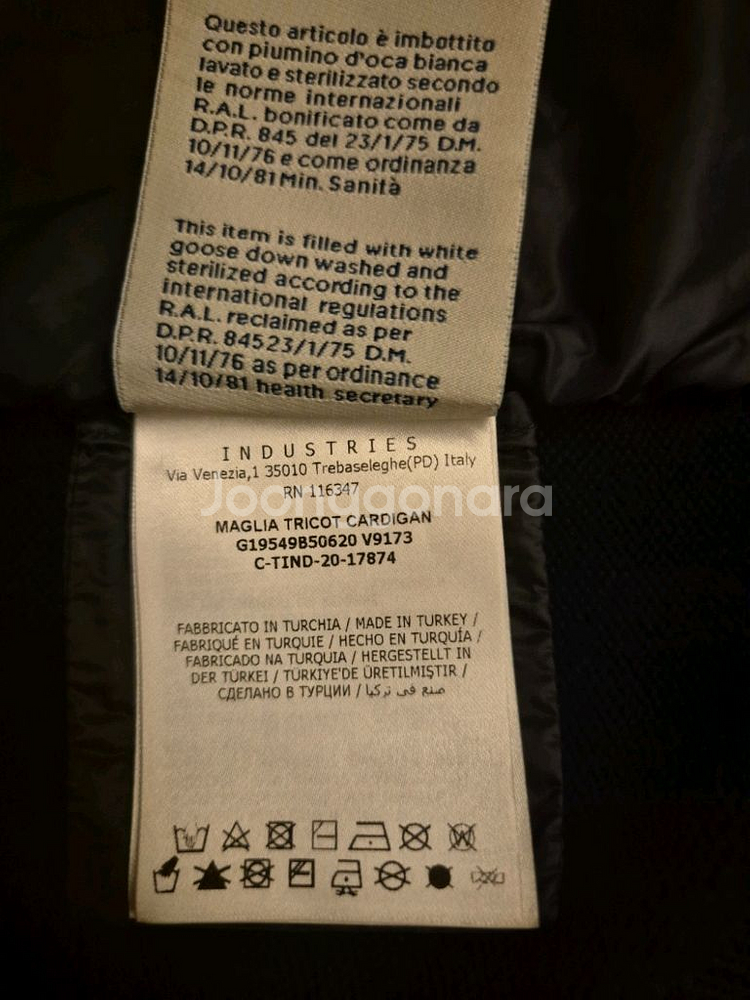 Questo articolo è imbottito
con piumino d'oca bianca
lavato e sterilizzato secondo
le norme internazionali
R.A.L. bonificato come da
D.P.R. 845 del 23/1/75 D.M.
10/11/76 e come ordinanza
14/10/81 Min. Sanità
This item is filled with white
goose down washed and
sterilized according to the
international regulations
R.A.L. reclaimed as per
D.P.R. 84523/1/75 D.M.
10/11/76 as per ordinance
14/10/81 health secretary
INDUSTRIES
Via Venezia,1 35010 Trebaseleghe(PD) Italy
RN 116347
Joonggonara
MAGLIA TRICOT CARDIGAN
G19549B50620 V9173
C-TIND-20-17874
FABBRICATO IN TURCHIA / MADE IN TURKEY /
FABRIQUÉ EN TURQUIE / HECHO EN TURQUÍA /
FABRICADO NA TURQUIA / HERGESTELLT IN
DER TÜRKEI / TÜRKIYE'DE ÜRETILMIŞTIR /
СДЕЛАНО В ТУРЦИИ / صنع في تركيا